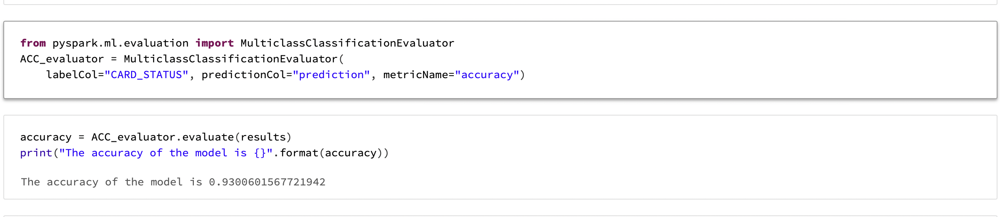 from pyspark.ml.evaluation import MulticlassClassificationEvaluator
ACC_evaluator = MulticlassClassificationEvaluator(
    labelCol="CARD_STATUS", predictionCol="prediction", metricName="accuracy")
accuracy = ACC_evaluator.evaluate(results)
print("The accuracy of the model is {}".format(accuracy))
The accuracy of the model is 0.9300601567721942